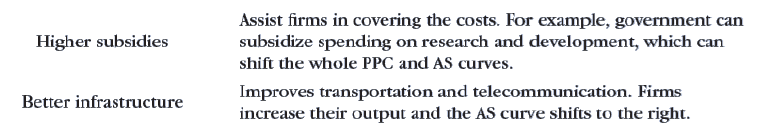 Higher subsidies
Assist firms in covering the costs. For example, government can
subsidize spending on research and development, which can
shift the whole PPC and AS curves.
Better infrastructure
Improves transportation and telecommunication. Firms
increase their output and the AS curve shifts to the right.